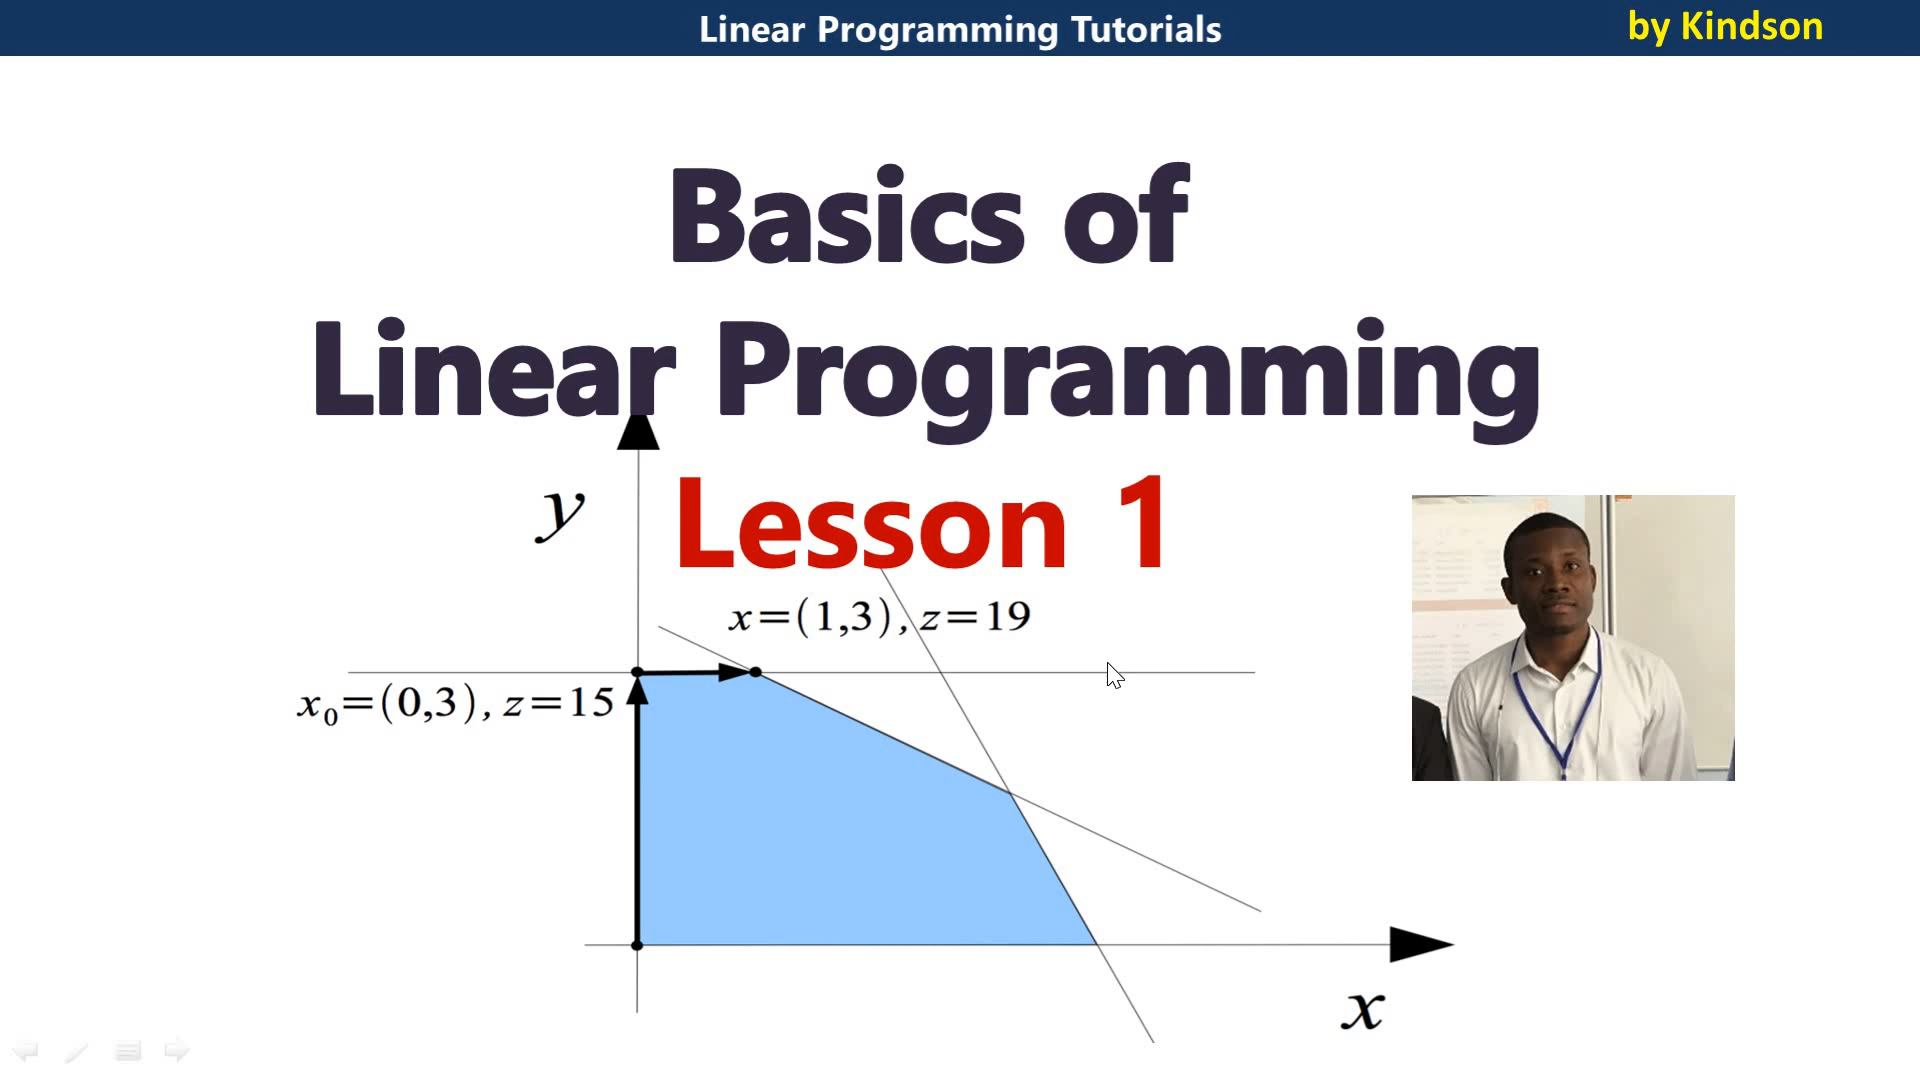 Linear Programming Tutorials
by Kindson
Basics of
Linear Programming
Lesson 1
y
x=(1,3), z=19
x₀=(0,3), z=15
x